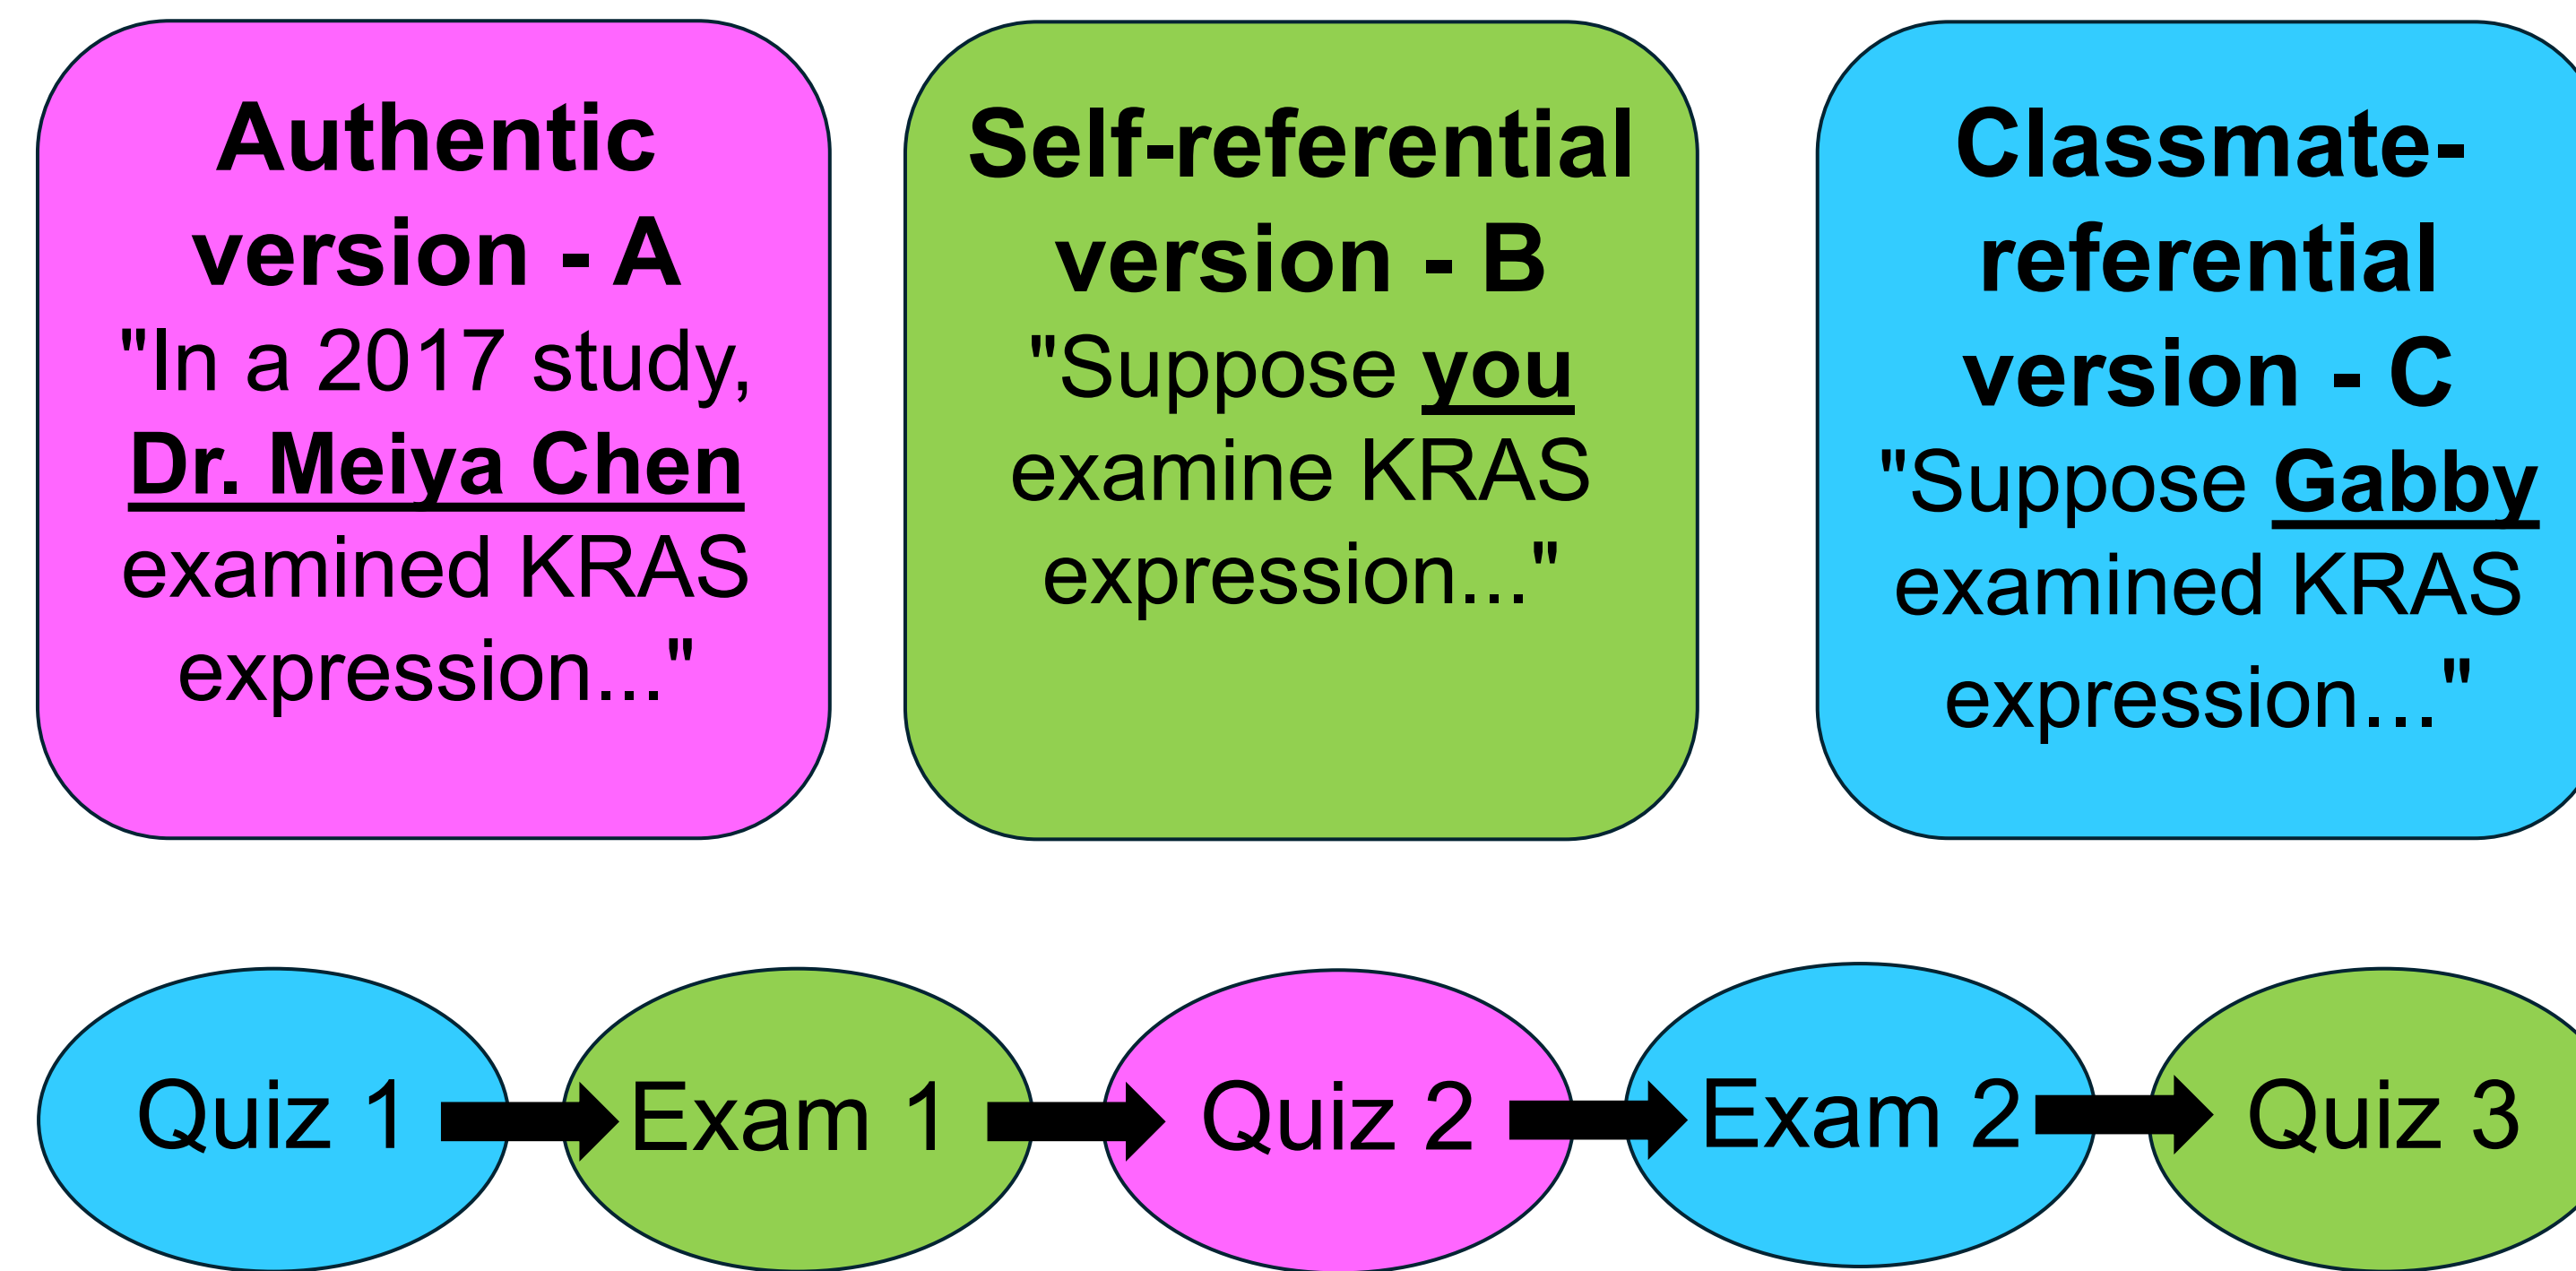 Authentic
version - A
"In a 2017 study,
Dr. Meiya Chen
examined KRAS
expression..."
Self-referential
version - B
"Suppose you
examine KRAS
expression..."
Classmate-
referential
version - C
"Suppose Gabby
examined KRAS
expression..."
Quiz 1
Exam 1
Quiz 2
Exam 2
Quiz 3